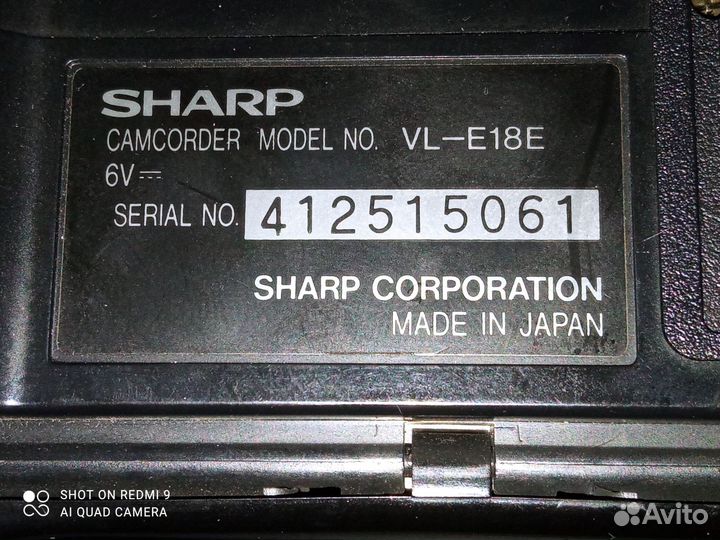 SHARP
CAMCORDER MODEL NO. VL-E18E
6V⎓
SERIAL NO. 412515061
SHARP CORPORATION
MADE IN JAPAN
SHOT ON REDMI 9
AI QUAD CAMERA
Avito